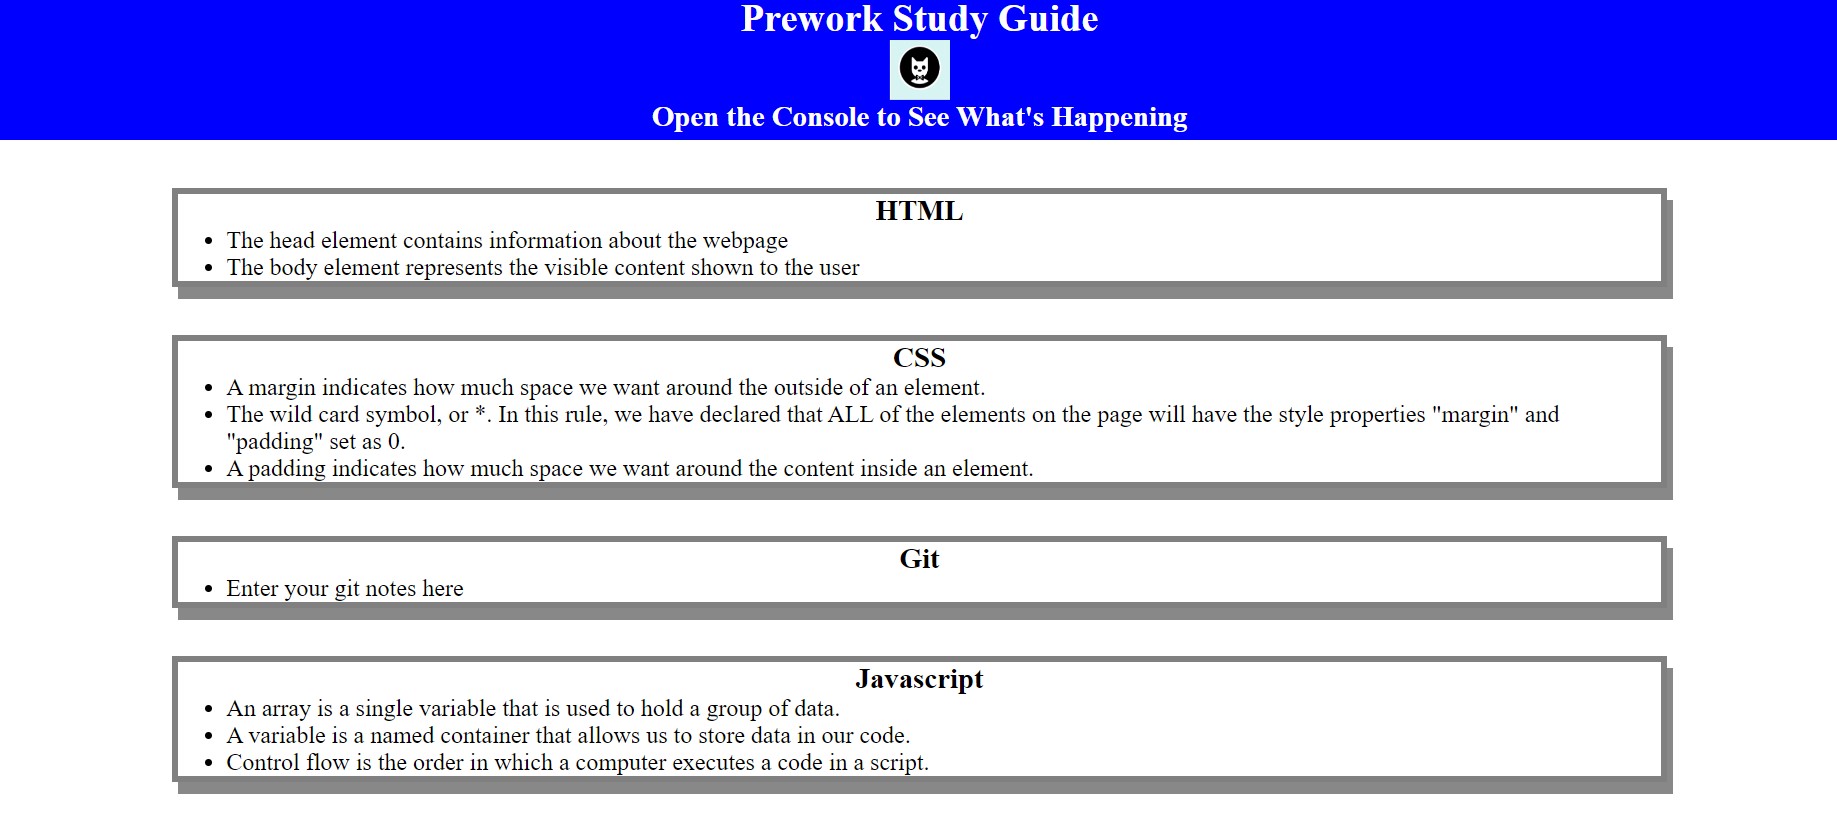 Prework Study Guide
Open the Console to See What's Happening
HTML
The head element contains information about the webpage
The body element represents the visible content shown to the user
CSS
A margin indicates how much space we want around the outside of an element.
The wild card symbol, or *. In this rule, we have declared that ALL of the elements on the page will have the style properties "margin" and
"padding" set as 0.
A padding indicates how much space we want around the content inside an element.
Git
Enter your git notes here
Javascript
An array is a single variable that is used to hold a group of data.
A variable is a named container that allows us to store data in our code.
Control flow is the order in which a computer executes a code in a script.